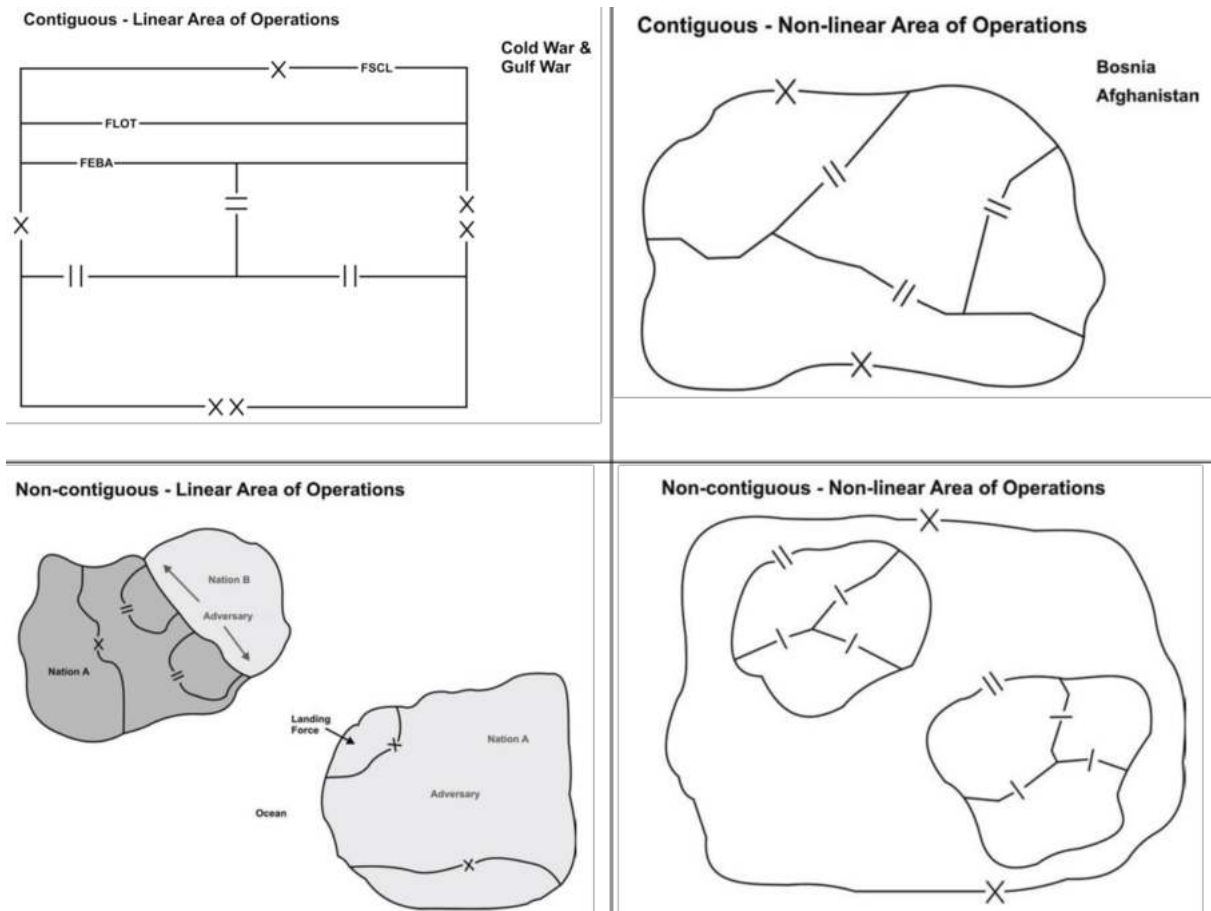 Contiguous - Linear Area of Operations
Cold War &
Gulf War
FSCL
FLOT
FEBA
Contiguous - Non-linear Area of Operations
Bosnia
Afghanistan
Non-contiguous - Linear Area of Operations
Nation B
Adversary
Nation A
Landing
Force
Nation A
Adversary
Ocean
Non-contiguous - Non-linear Area of Operations